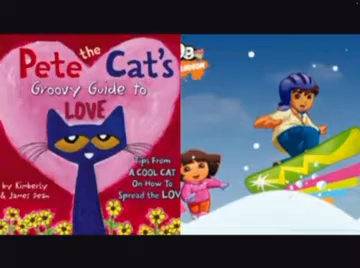 Pete the Cat's
Groovy Guide to
LOVE
Tips From
A COOL CAT
On How To
Spread the LOV
by Kimberly
& James Dean